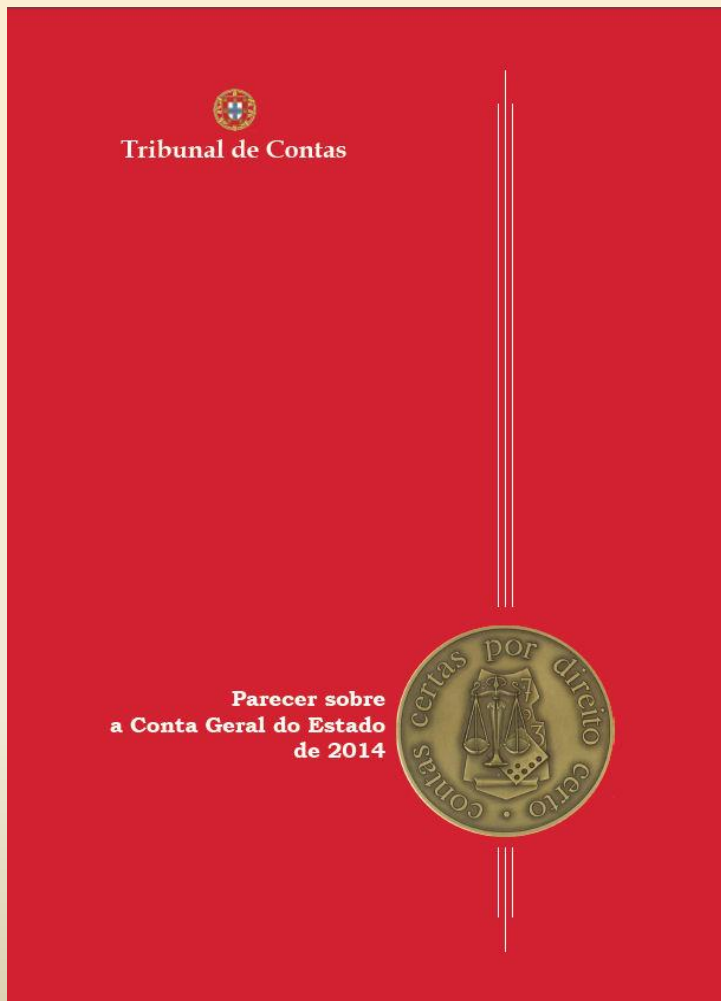 Tribunal de Contas
Parecer sobre
a Conta Geral do Estado
de 2014
contas certas por direito certo ·